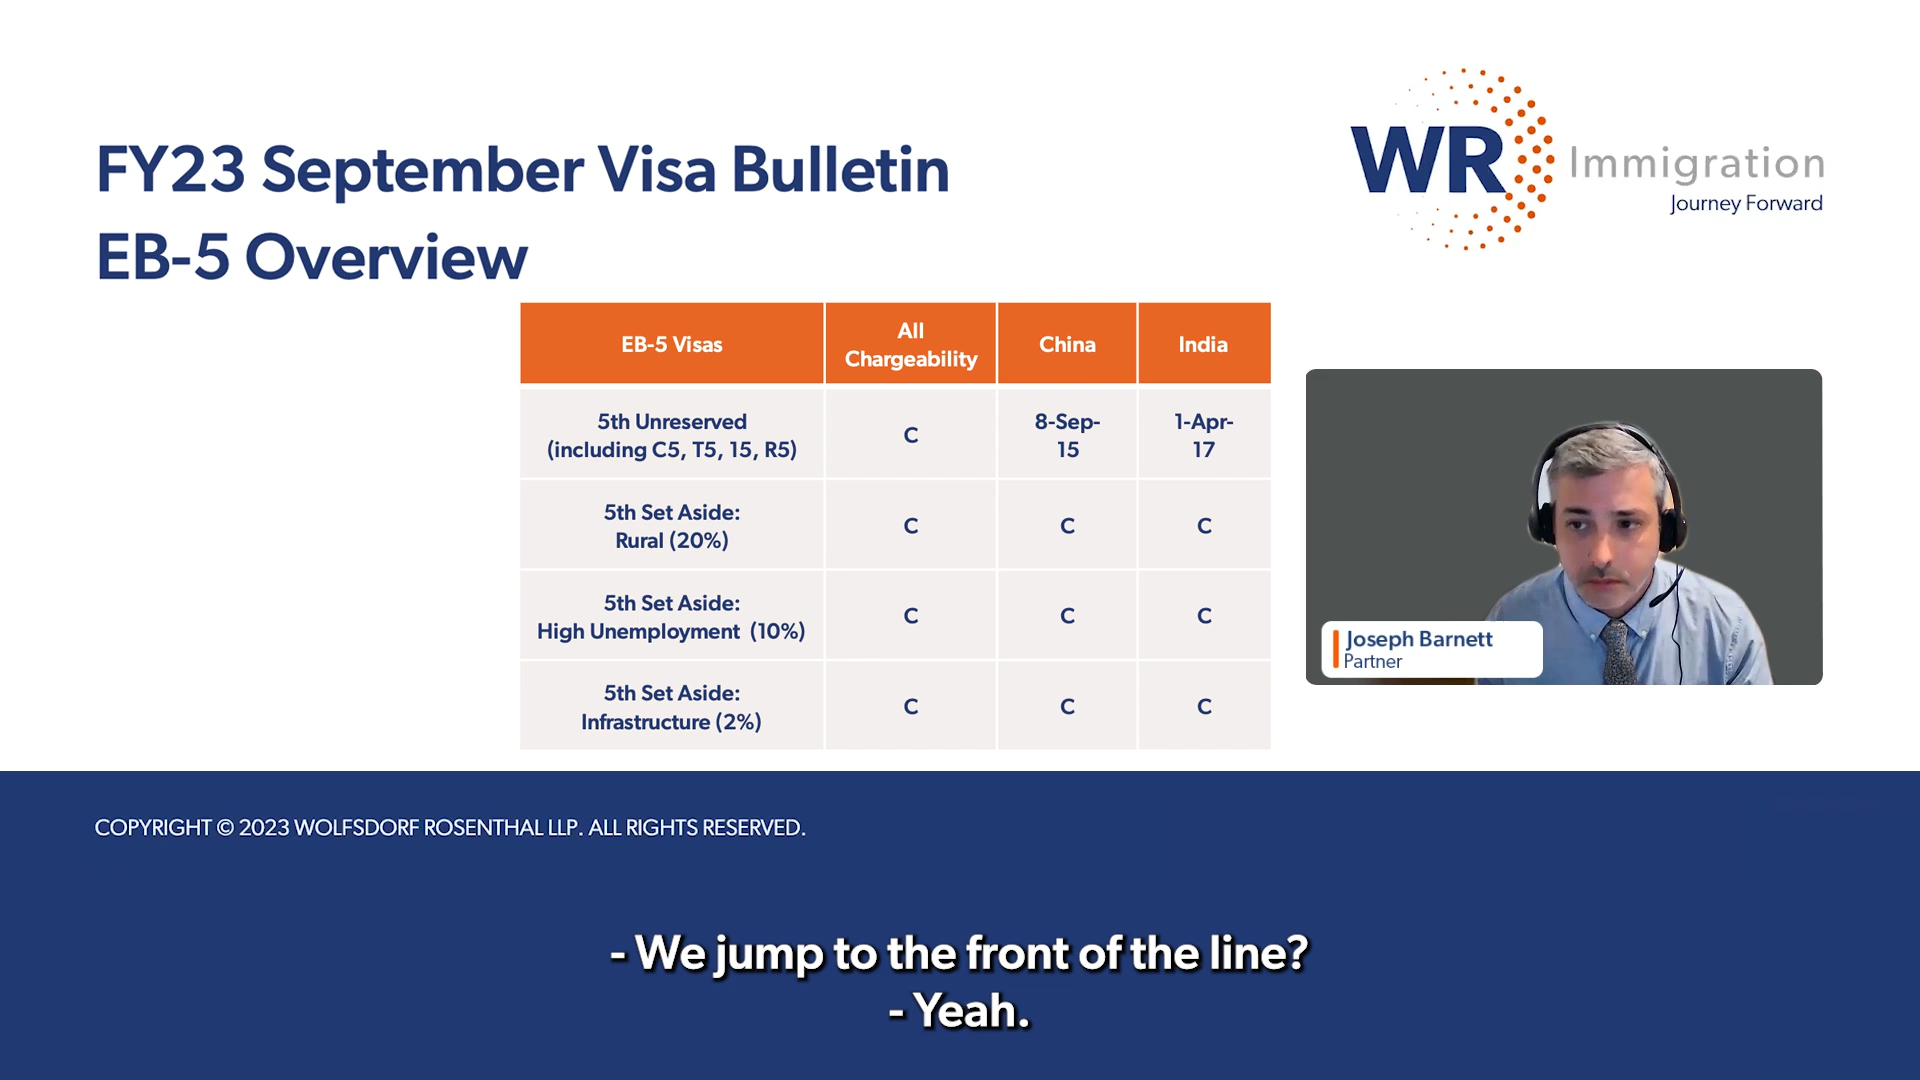 FY23 September Visa Bulletin
EB-5 Overview
WR Immigration
Journey Forward
EB-5 Visas
All
Chargeability
China
India
5th Unreserved
(including C5, T5, 15, R5)
C
8-Sep-
15
1-Apr-
17
5th Set Aside:
Rural (20%)
C
C
C
5th Set Aside:
High Unemployment (10%)
C
C
C
5th Set Aside:
Infrastructure (2%)
C
C
C
Joseph Barnett
Partner
COPYRIGHT © 2023 WOLFSDORF ROSENTHAL LLP. ALL RIGHTS RESERVED.
- We jump to the front of the line?
- Yeah.